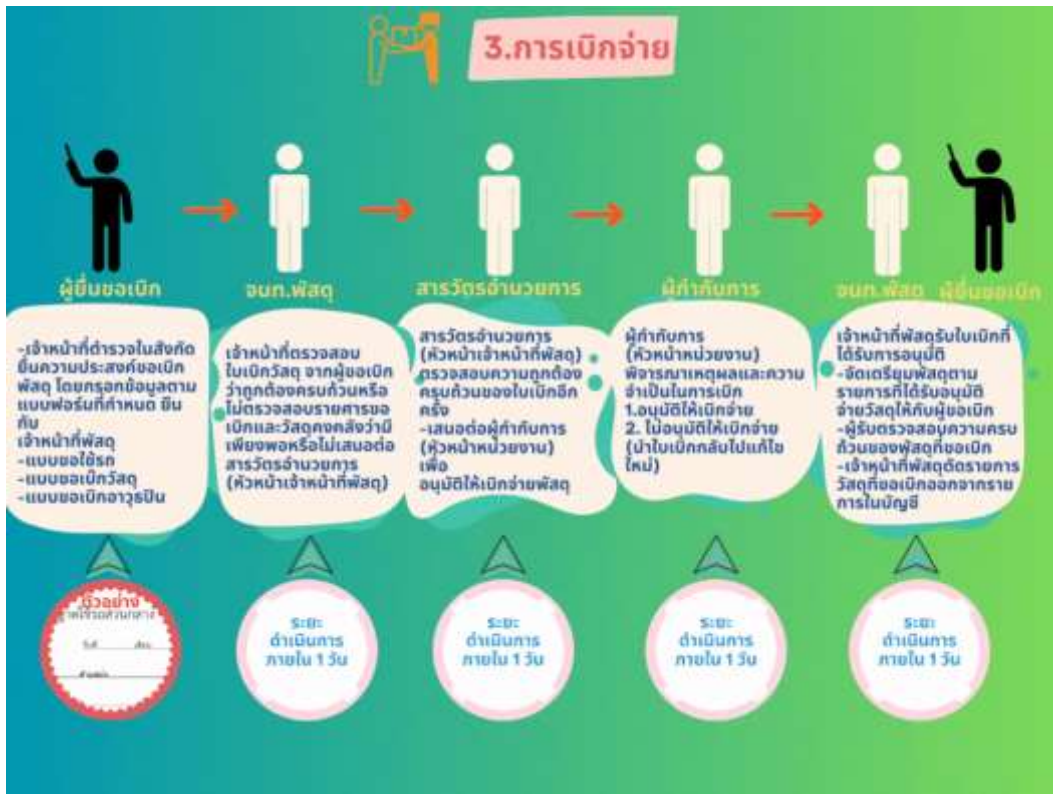 3.การเบิกจ่าย
ผู้ยื่นขอเบิก
จนท.พัสดุ
สารวัตรอำนวยการ
ผู้กำกับการ
จนท.พัสดุ
ผู้ยื่นขอเบิก
-เจ้าหน้าที่ตำรวจในสังกัด
ยื่นความประสงค์ขอเบิก
พัสดุ โดยกรอกข้อมูลตาม
แบบฟอร์มที่กำหนด ยืน
กับ
เจ้าหน้าที่พัสดุ
-แบบขอใช้รถ
-แบบขอเบิกวัสดุ
-แบบขอเบิกอาวุธปืน
เจ้าหน้าที่ตรวจสอบ
ใบเบิกวัสดุ จากผู้ขอเบิก
ว่าถูกต้องครบถ้วนหรือ
ไม่ตรวจสอบรายการขอ
เบิกและวัสดุคงคลังว่ามี
เพียงพอหรือไม่เสนอต่อ
สารวัตรอำนวยการ
(หัวหน้าเจ้าหน้าที่พัสดุ)
สารวัตรอำนวยการ
(หัวหน้าเจ้าหน้าที่พัสดุ)
ตรวจสอบความถูกต้อง
ครบถ้วนของใบเบิกอีก
ครั้ง
-เสนอต่อผู้กำกับการ
(หัวหน้าหน่วยงาน)
เพื่อ
อนุมัติให้เบิกจ่ายพัสดุ
ผู้กำกับการ
(หัวหน้าหน่วยงาน)
พิจารณาเหตุผลและความ
จำเป็นในการเบิก
1.อนุมัติให้เบิกจ่าย
2. ไม่อนุมัติให้เบิกจ่าย
(นำใบเบิกกลับไปแก้ไข
ใหม่)
เจ้าหน้าที่พัสดุรับใบเบิกที่
ได้รับการอนุมัติ
-จัดเตรียมพัสดุตาม
รายการที่ได้รับอนุมัติ
จ่ายวัสดุให้กับผู้ขอเบิก
-ผู้รับตรวจสอบความครบ
ถ้วนของพัสดุที่ขอเบิก
-เจ้าหน้าที่พัสดุตัดรายการ
วัสดุที่ขอเบิกออกจากราย
การในบัญชี
ตัวอย่าง
ระยะ
ดำเนินการ
ภายใน 1 วัน
ระยะ
ดำเนินการ
ภายใน 1 วัน
ระยะ
ดำเนินการ
ภายใน 1 วัน
ระยะ
ดำเนินการ
ภายใน 1 วัน